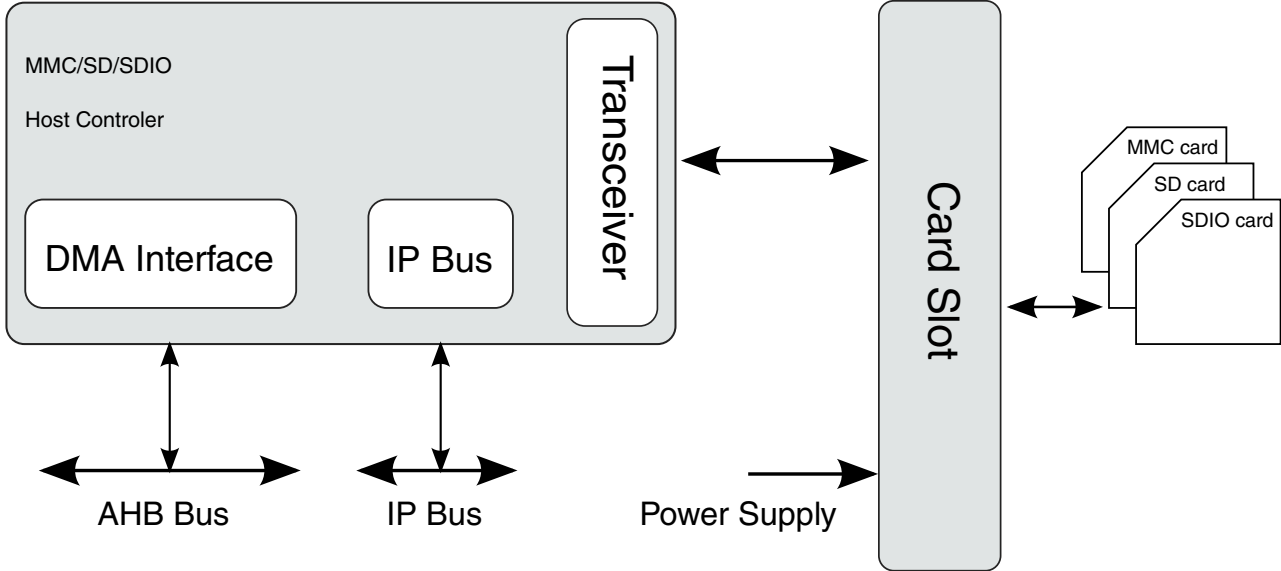 MMC/SD/SDIO
Host Controler
Transceiver
DMA Interface
IP Bus
Card Slot
MMC card
SD card
SDIO card
AHB Bus
IP Bus
Power Supply